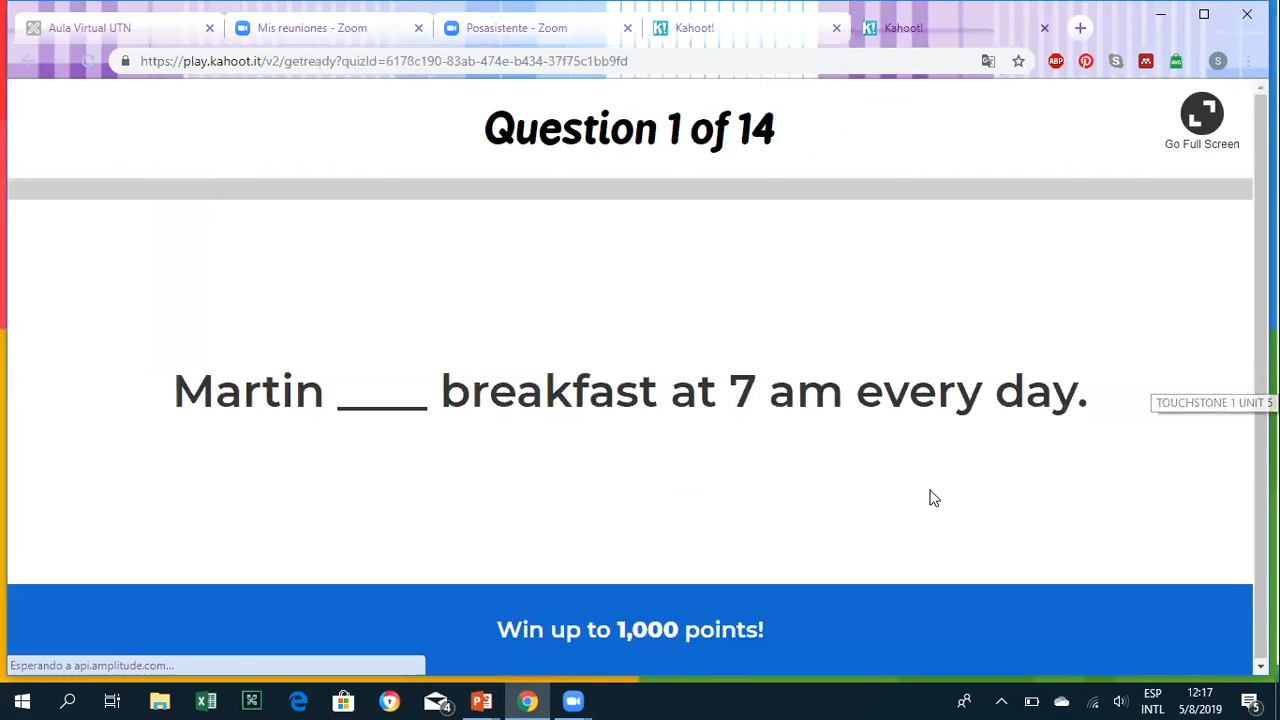 Aula Virtual UTN
Mis reuniones - Zoom
Posasistente - Zoom
Kahoot!
Kahoot!
https://play.kahoot.it/v2/getready?quizId=6178c190-83ab-474e-b434-37f75c1bb9fd
ABP
S
Question 1 of 14
Go Full Screen
Martin ____ breakfast at 7 am every day.
TOUCHSTONE 1 UNIT 5
Win up to 1,000 points!
Esperando a api.amplitude.com...
4
ESP
INTL
12:17
5/8/2019
5